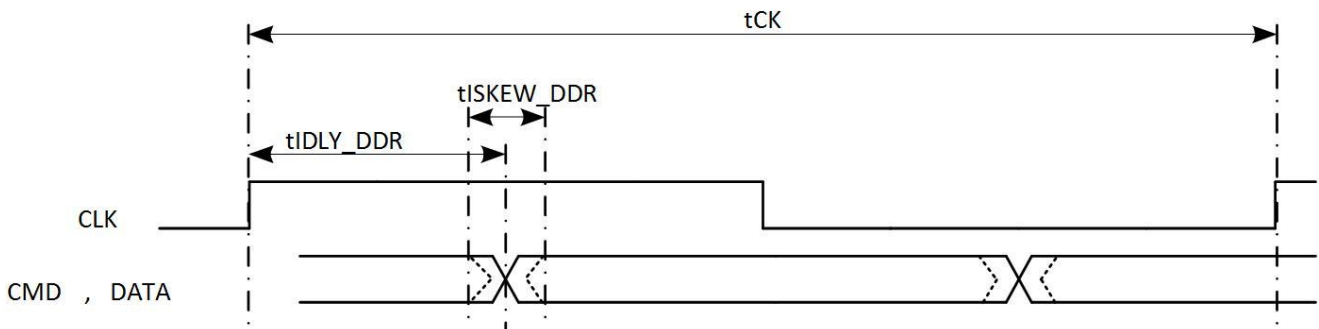 tCK
tISKEW_DDR
tIDLY_DDR
CLK
CMD , DATA